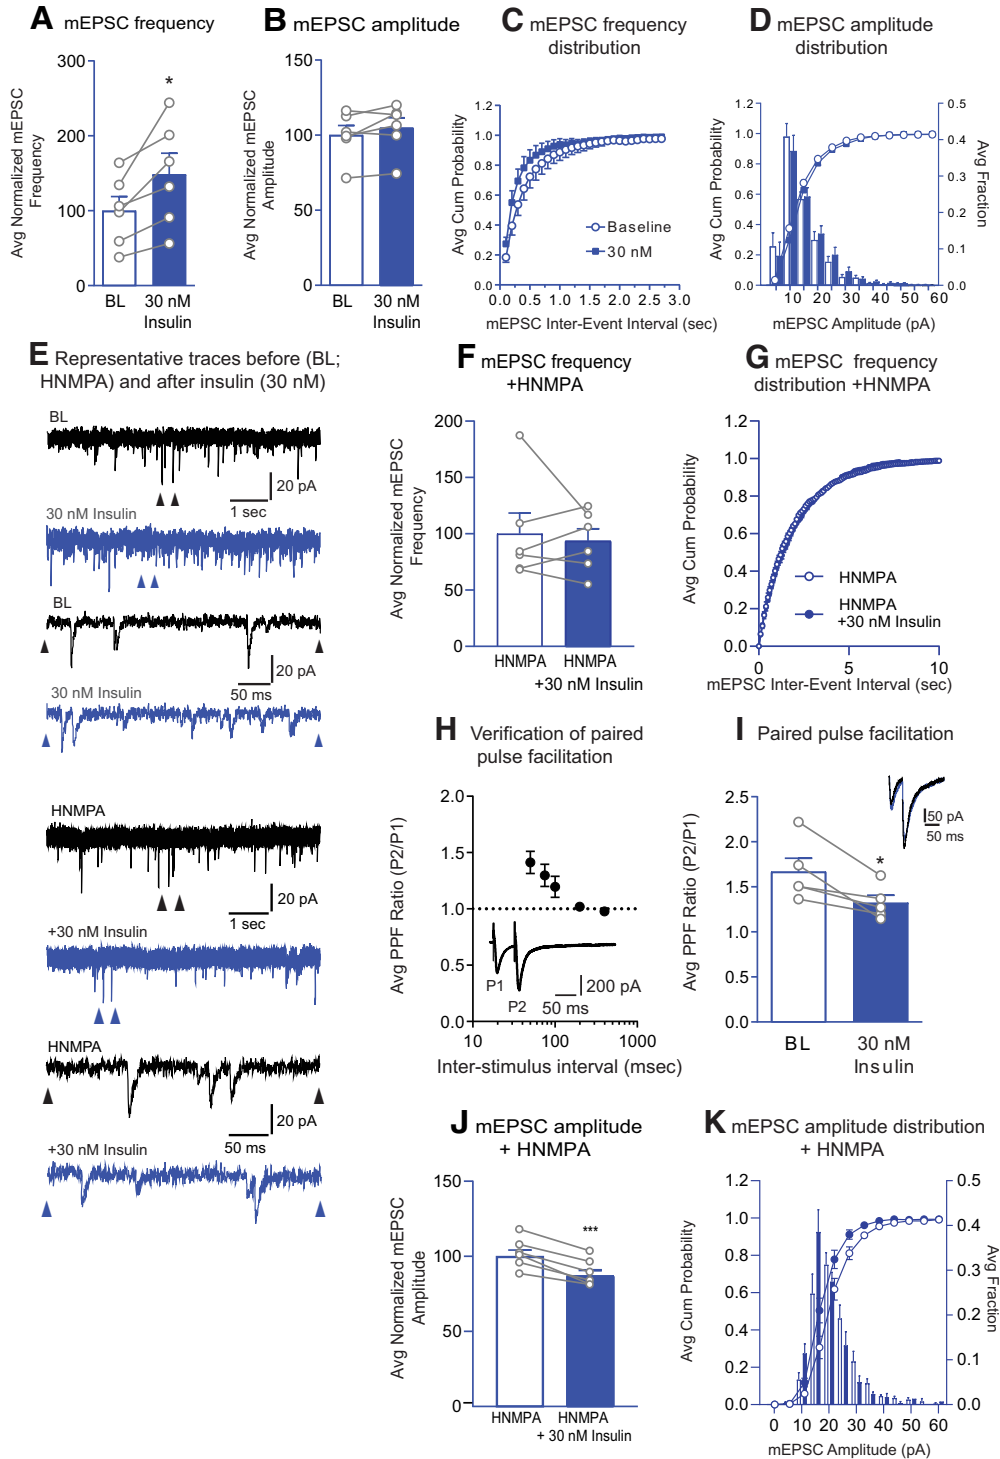 A mEPSC frequency
Avg Normalized mEPSC
Frequency
300
200
100
0
*
BL
30 nM
Insulin
B mEPSC amplitude
Avg Normalized mEPSC
Amplitude
150
100
50
0
BL
30 nM
Insulin
C mEPSC frequency
distribution
Avg Cum Probability
1.2
1.0
0.8
0.6
0.4
0.2
0
Baseline
30 nM
0.0 0.5 1.0 1.5 2.0 2.5 3.0
mEPSC Inter-Event Interval (sec)
D mEPSC amplitude
distribution
Avg Cum Probability
1.2
1.0
0.8
0.6
0.4
0.2
0.0
0.5
0.4
0.3
0.2
0.1
0.0
Avg Fraction
10 20 30 40 50 60
mEPSC Amplitude (pA)
E Representative traces before (BL;
HNMPA) and after insulin (30 nM)
BL
20 pA
1 sec
30 nM Insulin
BL
20 pA
50 ms
30 nM Insulin
HNMPA
20 pA
1 sec
+30 nM Insulin
HNMPA
20 pA
50 ms
+30 nM Insulin
F mEPSC frequency
+HNMPA
Avg Normalized mEPSC
Frequency
200
150
100
50
0
HNMPA
HNMPA
+30 nM Insulin
G mEPSC frequency
distribution +HNMPA
Avg Cum Probability
1.2
1.0
0.8
0.6
0.4
0.2
0.0
HNMPA
HNMPA
+30 nM Insulin
0 5 10
mEPSC Inter-Event Interval (sec)
H Verification of paired
pulse facilitation
Avg PPF Ratio (P2/P1)
2.0
1.5
1.0
0.5
0.0
P1
P2
200 pA
50 ms
10 100 1000
Inter-stimulus interval (msec)
I Paired pulse facilitation
Avg PPF Ratio (P2/P1)
2.5
2.0
1.5
1.0
0.5
0.0
50 pA
50 ms
*
BL
30 nM
Insulin
J mEPSC amplitude
+ HNMPA
Avg Normalized mEPSC
Amplitude
150
100
50
0
***
HNMPA
HNMPA
+ 30 nM Insulin
K mEPSC amplitude distribution
+ HNMPA
Avg Cum Probability
1.2
1.0
0.8
0.6
0.4
0.2
0.0
0.5
0.4
0.3
0.2
0.1
0.0
Avg Fraction
0 10 20 30 40 50 60
mEPSC Amplitude (pA)